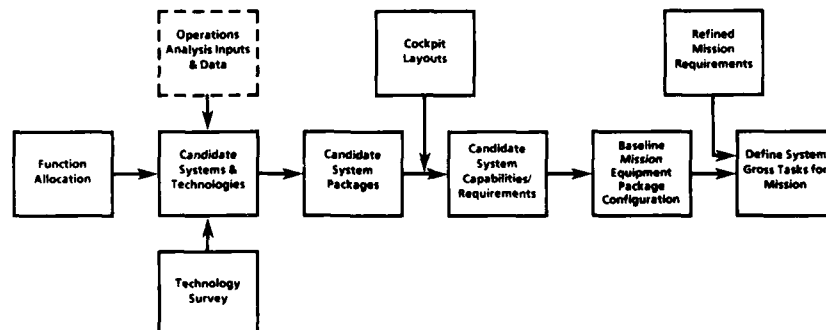 Operations
Analysis Inputs
& Data
Cockpit
Layouts
Refined
Mission
Requirements
Function
Allocation
Candidate
Systems &
Technologies
Candidate
System
Packages
Candidate
System
Capabilities/
Requirements
Baseline
Mission
Equipment
Package
Configuration
Define System
Gross Tasks for
Mission
Technology
Survey